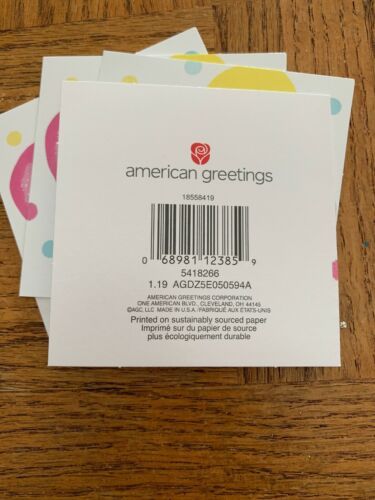 american greetings
18558419
0 68981 12385 9
5418266
1.19 AGDZ5E050594A
AMERICAN GREETINGS CORPORATION
ONE AMERICAN BLVD., CLEVELAND, OH 44145
©AGC, LLC MADE IN U.S.A./FABRIQUÉ AUX ÉTATS-UNIS
Printed on sustainably sourced paper
Imprimé sur du papier de source
plus écologiquement durable